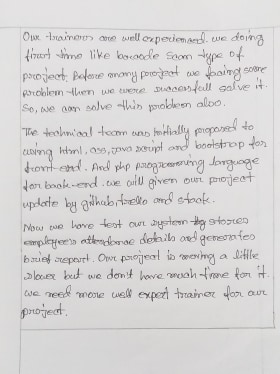 Our trainers are well experienced. we doing
first time like barcode scan type of
project. Before many project we facing some
problem then we were successfull solve it.
So, we can solve this problem also.
The technical team was initially proposed to
using html, css, java script and bootstrap for
front-end. And php programming language
for back-end. we will given our project
update by github, trello and slack.
Now we have test our system stores
employee's attendance details and generates
brief report. Our project is moving a little
slower but we don't have much time for it.
we need more well expert trainer for our
project.